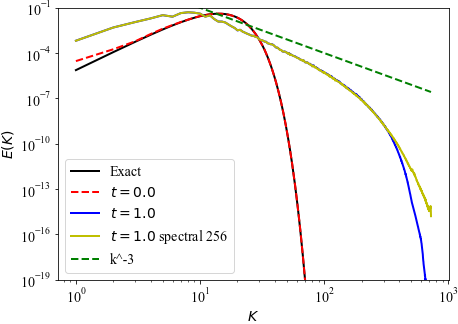 10^-1
10^-4
10^-7
10^-10
10^-13
10^-16
10^-19
E(K)
Exact
t = 0.0
t = 1.0
t = 1.0 spectral 256
k^-3
10^0 10^1 10^2 10^3
K